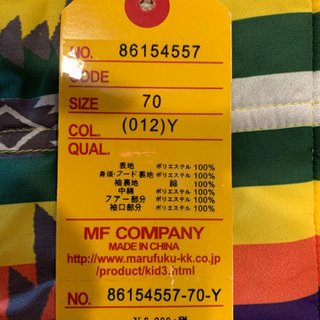 NO. 86154557
CODE
SIZE 70
COL. (012)Y
QUAL.
表地 ポリエステル 100%
身頃・フード裏地 ポリエステル 100%
袖裏地 綿 100%
中綿 ポリエステル 100%
ファー部分 ポリエステル 100%
袖口部分 ポリエステル 100%
MF COMPANY
MADE IN CHINA
http://www.marufuku-kk.co.jp
/product/kid3.html
NO. 86154557-70-Y